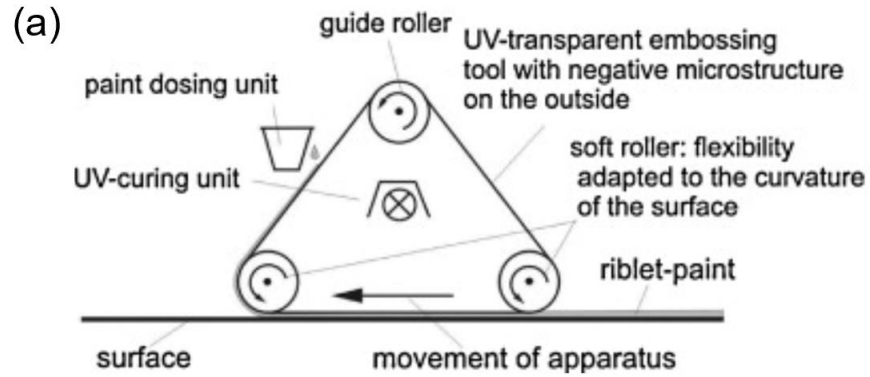 (a)
guide roller
UV-transparent embossing
tool with negative microstructure
on the outside
paint dosing unit
soft roller: flexibility
adapted to the curvature
of the surface
UV-curing unit
riblet-paint
surface
movement of apparatus